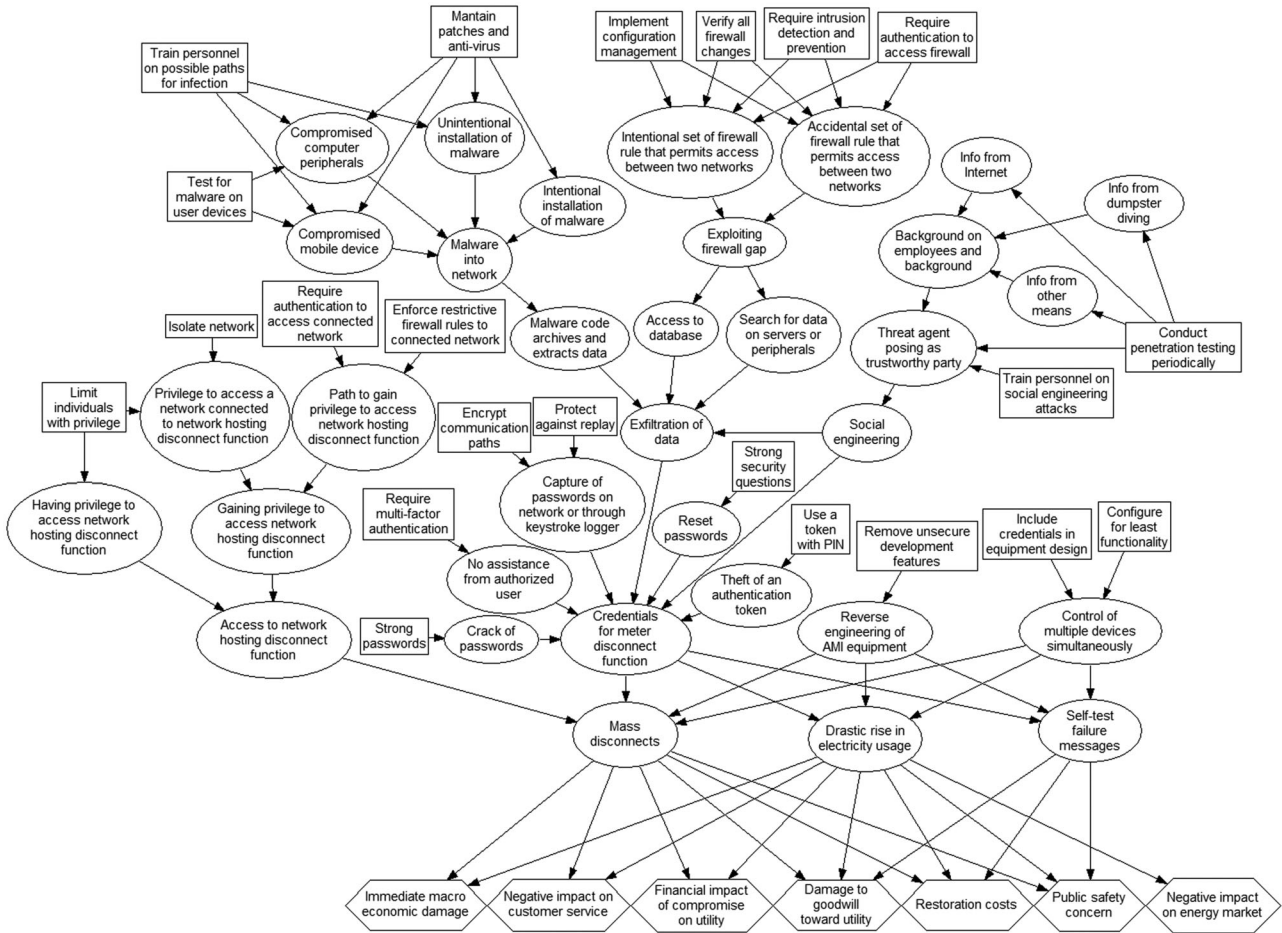 Mantain
patches and
anti-virus
Train personnel
on possible paths
for infection
Implement
configuration
management
Verify all
firewall
changes
Require intrusion
detection and
prevention
Require
authentication to
access firewall
Compromised
computer
peripherals
Unintentional
installation of
malware
Intentional set of firewall
rule that permits access
between two networks
Accidental set of
firewall rule that
permits access
between two
networks
Info from
Internet
Info from
dumpster
diving
Test for
malware on
user devices
Intentional
installation
of malware
Compromised
mobile device
Malware
into
network
Exploiting
firewall gap
Background on
employees and
background
Info from
other
means
Require
authentication to
access connected
network
Enforce restrictive
firewall rules to
connected network
Isolate network
Malware code
archives and
extracts data
Access to
database
Search for data
on servers or
peripherals
Threat agent
posing as
trustworthy party
Conduct
penetration testing
periodically
Train personnel on
social engineering
attacks
Limit
individuals
with privilege
Privilege to access a
network connected
to network hosting
disconnect function
Path to gain
privilege to access
network hosting
disconnect function
Encrypt
communication
paths
Protect
against replay
Exfiltration of
data
Social
engineering
Strong
security
questions
Having privilege to
access network
hosting disconnect
function
Gaining privilege to
access network
hosting disconnect
function
Require
multi-factor
authentication
Capture of
passwords on
network or through
keystroke logger
Reset
passwords
Use a
token
with PIN
Remove unsecure
development
features
Include
credentials in
equipment design
Configure
for least
functionality
No assistance
from authorized
user
Theft of an
authentication
token
Access to network
hosting disconnect
function
Strong
passwords
Crack of
passwords
Credentials
for meter
disconnect
function
Reverse
engineering of
AMI equipment
Control of
multiple devices
simultaneously
Mass
disconnects
Drastic rise in
electricity usage
Self-test
failure
messages
Immediate macro
economic damage
Negative impact on
customer service
Financial impact
of compromise
on utility
Damage to
goodwill
toward utility
Restoration costs
Public safety
concern
Negative impact
on energy market